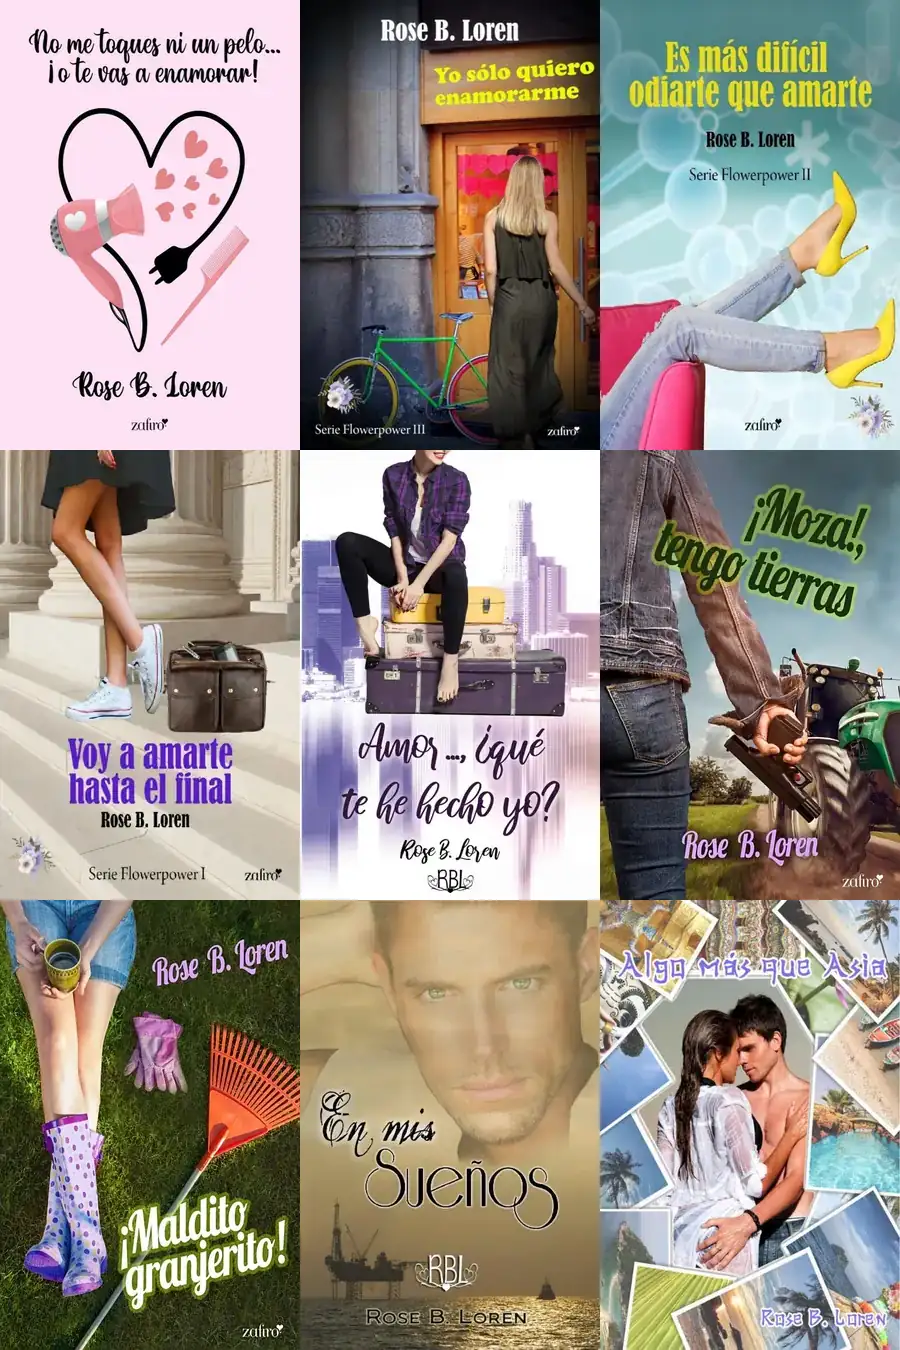 No me toques ni un pelo...
¡o te vas a enamorar!
Rose B. Loren
zafiro
Rose B. Loren
Yo sólo quiero
enamorarme
Serie Flowerpower III
zafiro
Es más difícil
odiarte que amarte
Rose B. Loren
Serie Flowerpower II
zafiro
Voy a amarte
hasta el final
Rose B. Loren
Serie Flowerpower I
zafiro
Amor..., ¿qué
te he hecho yo?
Rose B. Loren
RBL
¡Moza!,
tengo tierras
Rose B. Loren
zafiro
Rose B. Loren
¡Maldito
granjerito!
zafiro
En mis
Sueños
RBL
Rose B. Loren
Algo más que Asia
Rose B. Loren